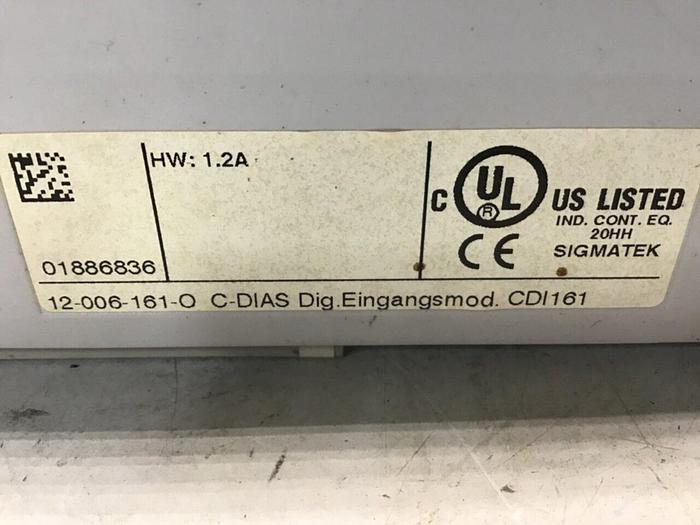 HW: 1.2A
01886836
C UL ® US LISTED
IND. CONT. EQ.
20HH
CE SIGMATEK
12-006-161-O C-DIAS Dig.Eingangsmod. CDI161